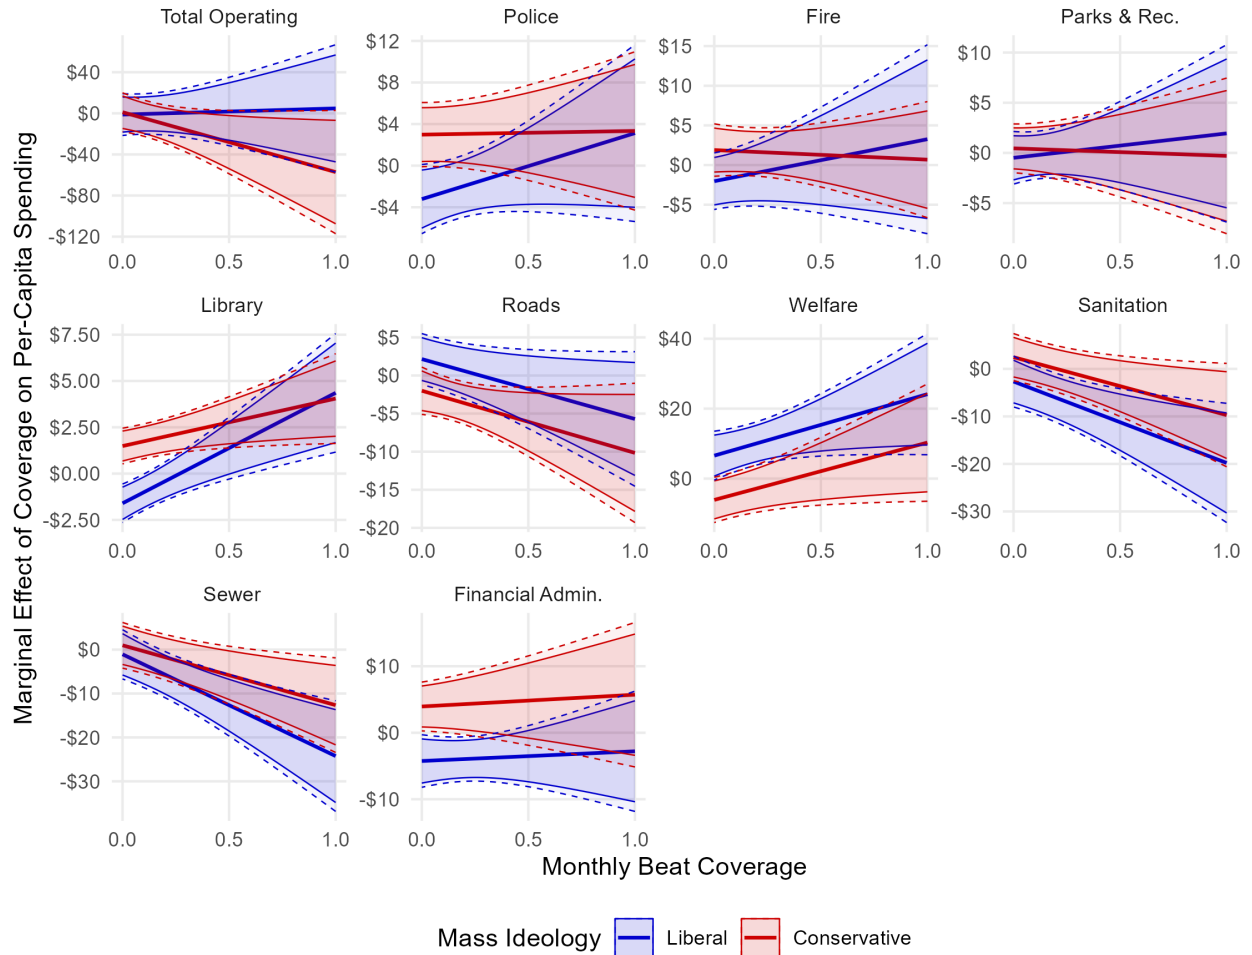 Total Operating
Police
Fire
Parks & Rec.
$40
$0
-$40
-$80
-$120
$12
$8
$4
$0
-$4
$15
$10
$5
$0
-$5
$10
$5
$0
-$5
0.0 0.5 1.0
0.0 0.5 1.0
0.0 0.5 1.0
0.0 0.5 1.0
Marginal Effect of Coverage on Per-Capita Spending
Library
Roads
Welfare
Sanitation
$7.50
$5.00
$2.50
$0.00
-$2.50
$5
$0
-$5
-$10
-$15
-$20
$40
$20
$0
$0
-$10
-$20
-$30
0.0 0.5 1.0
0.0 0.5 1.0
0.0 0.5 1.0
0.0 0.5 1.0
Sewer
Financial Admin.
$0
-$10
-$20
-$30
$10
$0
-$10
0.0 0.5 1.0
0.0 0.5 1.0
Monthly Beat Coverage
Mass Ideology Liberal Conservative